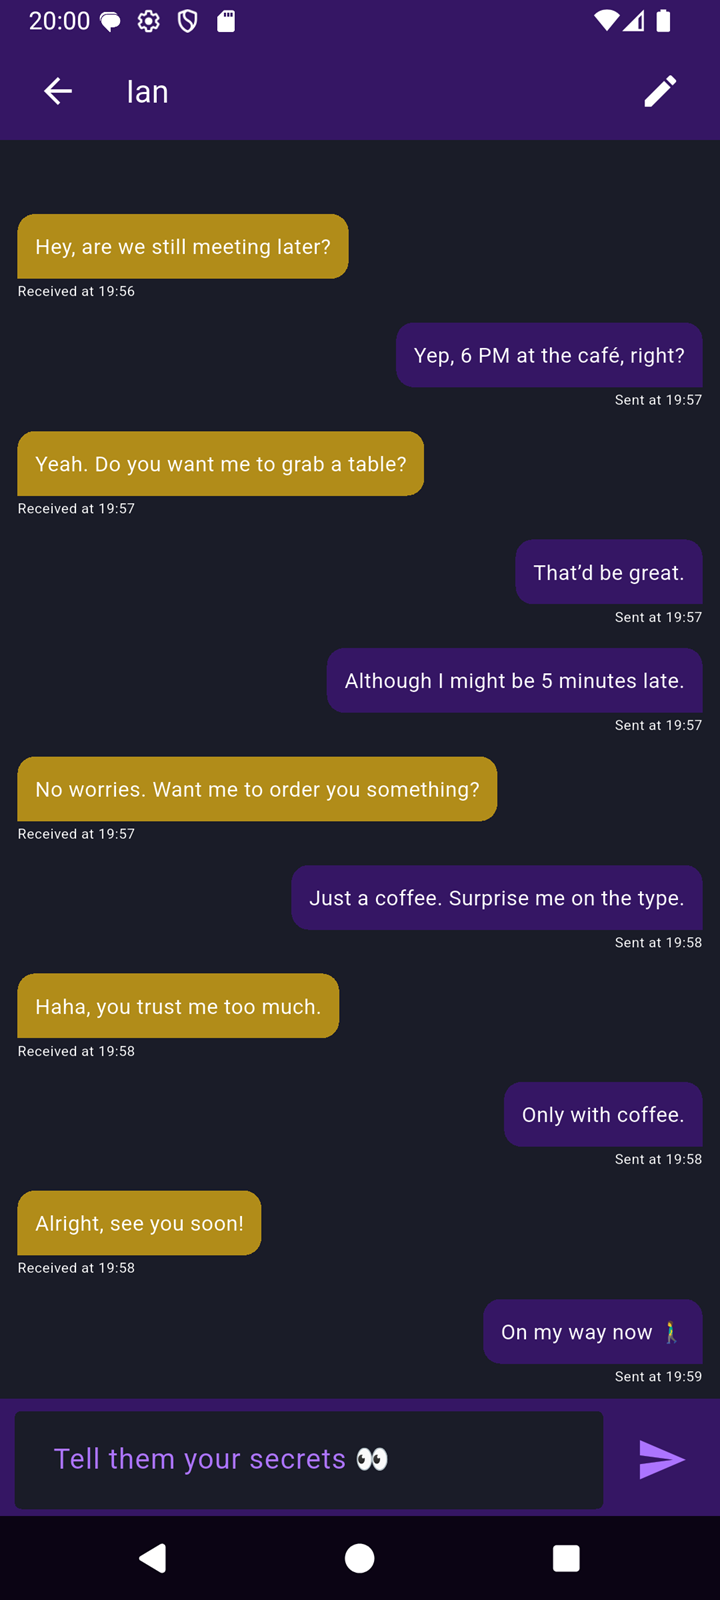 20:00
Ian
Hey, are we still meeting later?
Received at 19:56
Yep, 6 PM at the café, right?
Sent at 19:57
Yeah. Do you want me to grab a table?
Received at 19:57
That’d be great.
Sent at 19:57
Although I might be 5 minutes late.
Sent at 19:57
No worries. Want me to order you something?
Received at 19:57
Just a coffee. Surprise me on the type.
Sent at 19:58
Haha, you trust me too much.
Received at 19:58
Only with coffee.
Sent at 19:58
Alright, see you soon!
Received at 19:58
On my way now 🚶‍♂️
Sent at 19:59
Tell them your secrets 👀